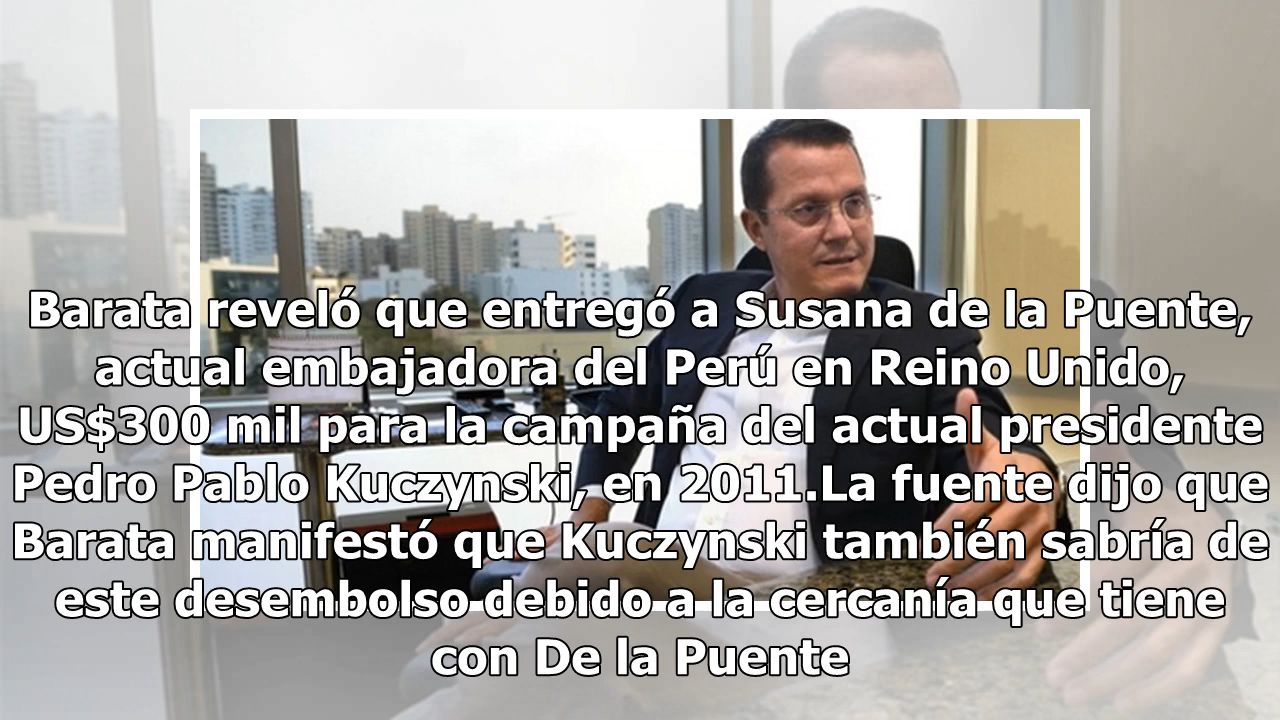 Barata reveló que entregó a Susana de la Puente,
actual embajadora del Perú en Reino Unido,
US$300 mil para la campaña del actual presidente
Pedro Pablo Kuczynski, en 2011.La fuente dijo que
Barata manifestó que Kuczynski también sabría de
este desembolso debido a la cercanía que tiene
con De la Puente